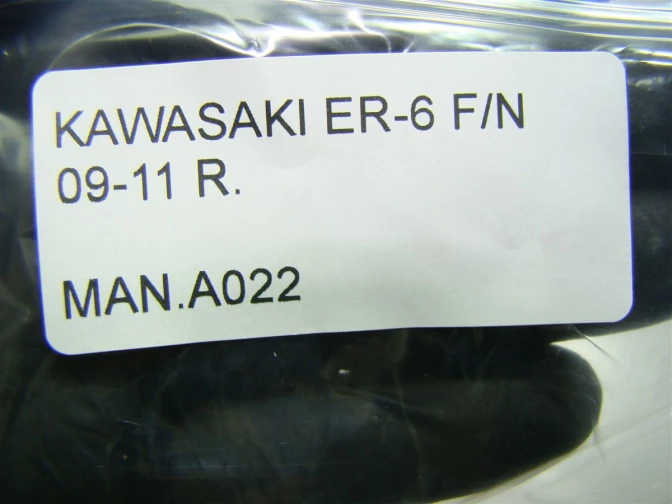 KAWASAKI ER-6 F/N
09-11 R.
MAN.A022